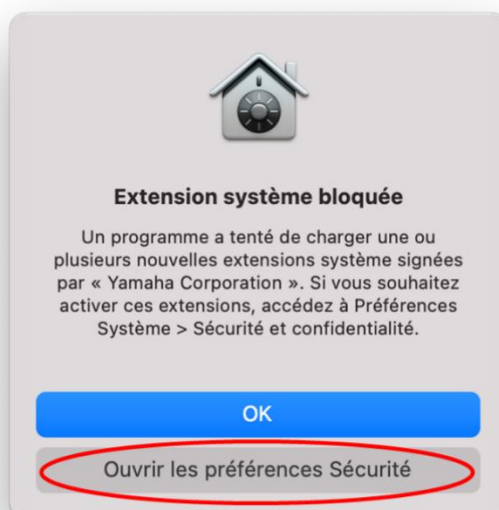 Extension système bloquée
Un programme a tenté de charger une ou
plusieurs nouvelles extensions système signées
par « Yamaha Corporation ». Si vous souhaitez
activer ces extensions, accédez à Préférences
Système > Sécurité et confidentialité.
OK
Ouvrir les préférences Sécurité